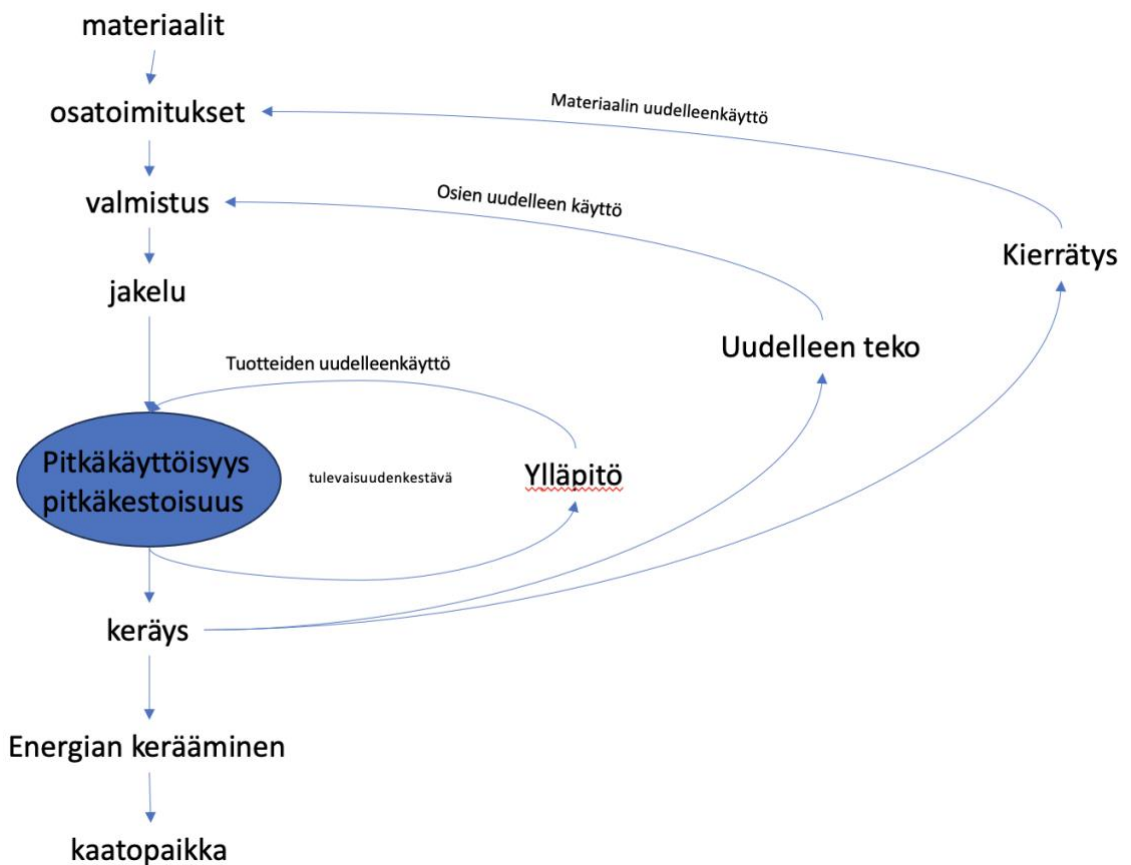 materiaalit
osatoimitukset
Materiaalin uudelleenkäyttö
valmistus
Osien uudelleen käyttö
Kierrätys
jakelu
Uudelleen teko
Tuotteiden uudelleenkäyttö
Pitkäkäyttöisyys
pitkäkestoisuus
tulevaisuudenkestävä
Ylläpitö
keräys
Energian kerääminen
kaatopaikka